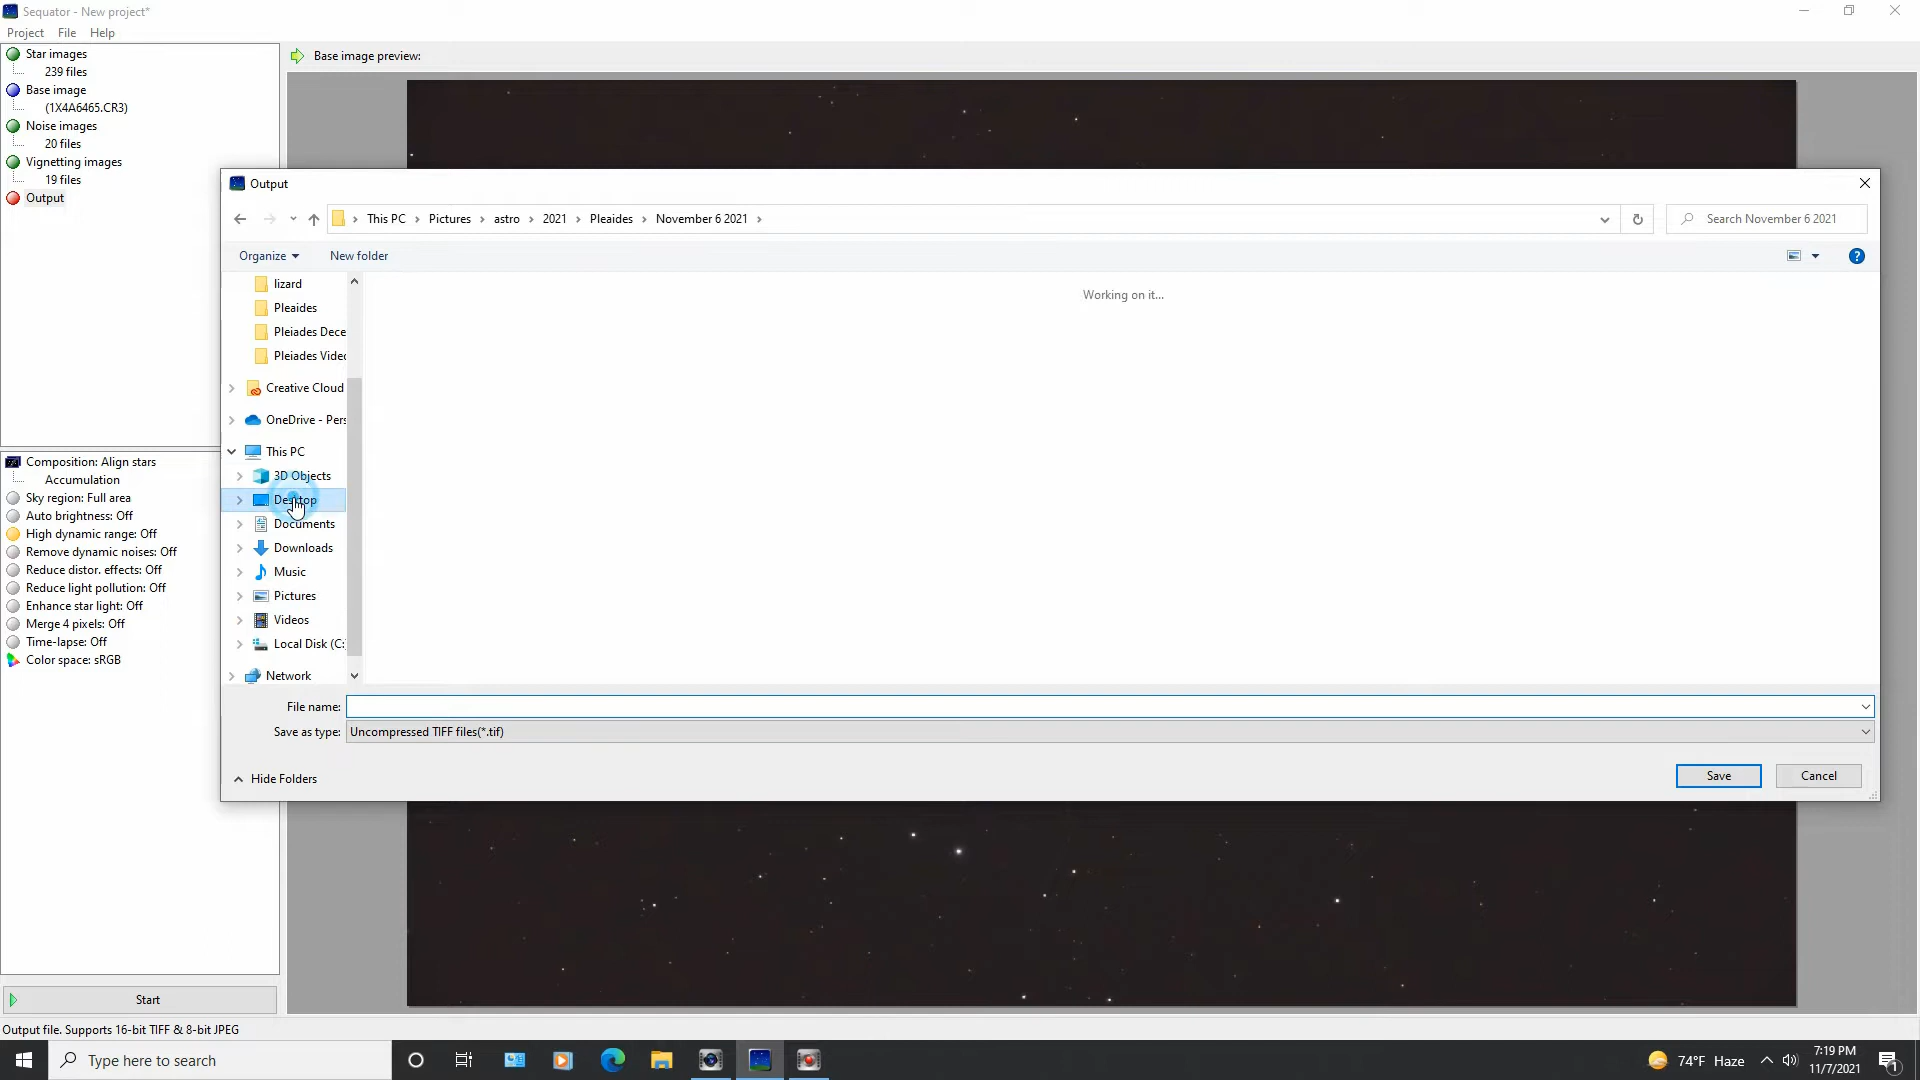 Sequator - New project*
Project File Help
Star images
239 files
Base image
(1X4A6465.CR3)
Noise images
20 files
Vignetting images
19 files
Output
Base image preview:
Output
This PC > Pictures > astro > 2021 > Pleaides > November 6 2021 >
Search November 6 2021
Organize
New folder
lizard
Pleaides
Pleiades Dece
Pleiades Videc
Creative Cloud
OneDrive - Pers
This PC
3D Objects
Desktop
Documents
Downloads
Music
Pictures
Videos
Local Disk (C:
Network
Working on it...
File name:
Save as type: Uncompressed TIFF files(*.tif)
Hide Folders
Save
Cancel
Composition: Align stars
Accumulation
Sky region: Full area
Auto brightness: Off
High dynamic range: Off
Remove dynamic noises: Off
Reduce distor. effects: Off
Reduce light pollution: Off
Enhance star light: Off
Merge 4 pixels: Off
Time-lapse: Off
Color space: sRGB
Start
Output file. Supports 16-bit TIFF & 8-bit JPEG
Type here to search
74°F Haze
7:19 PM
11/7/2021
1